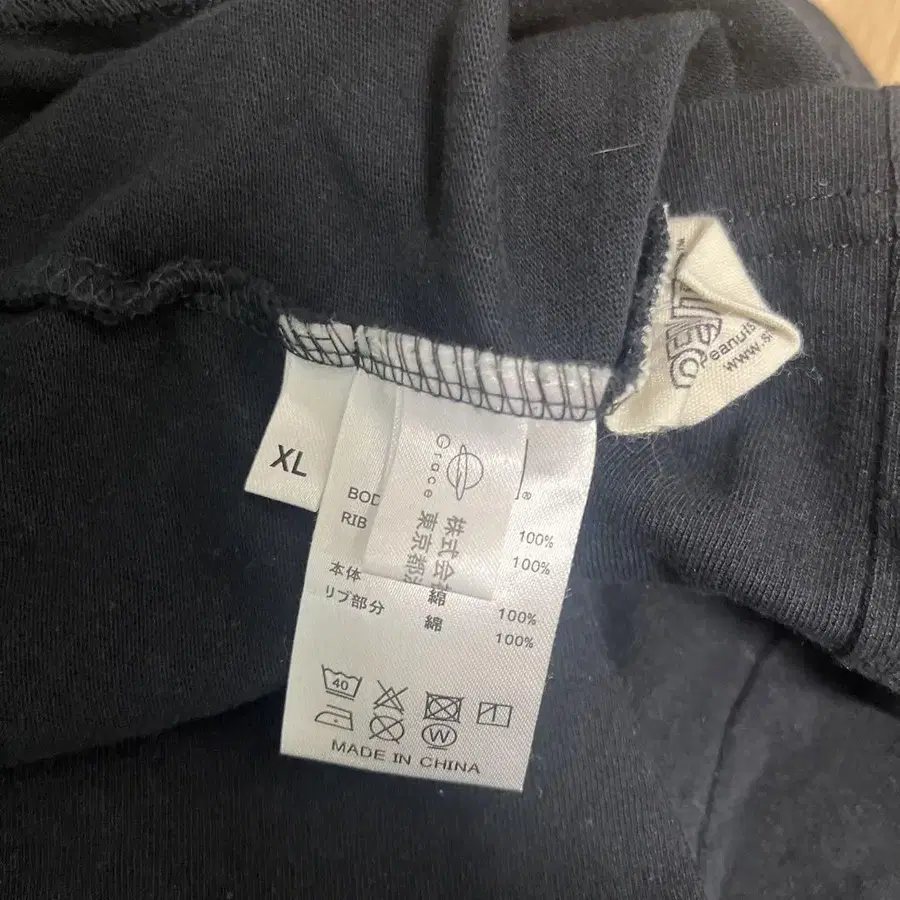 XL
Grace
株式会
東京都
BOD
RIB
100%
100%
本体 綿 100%
リブ部分 綿 100%
40
W
MADE IN CHINA
Peanuts
www.s